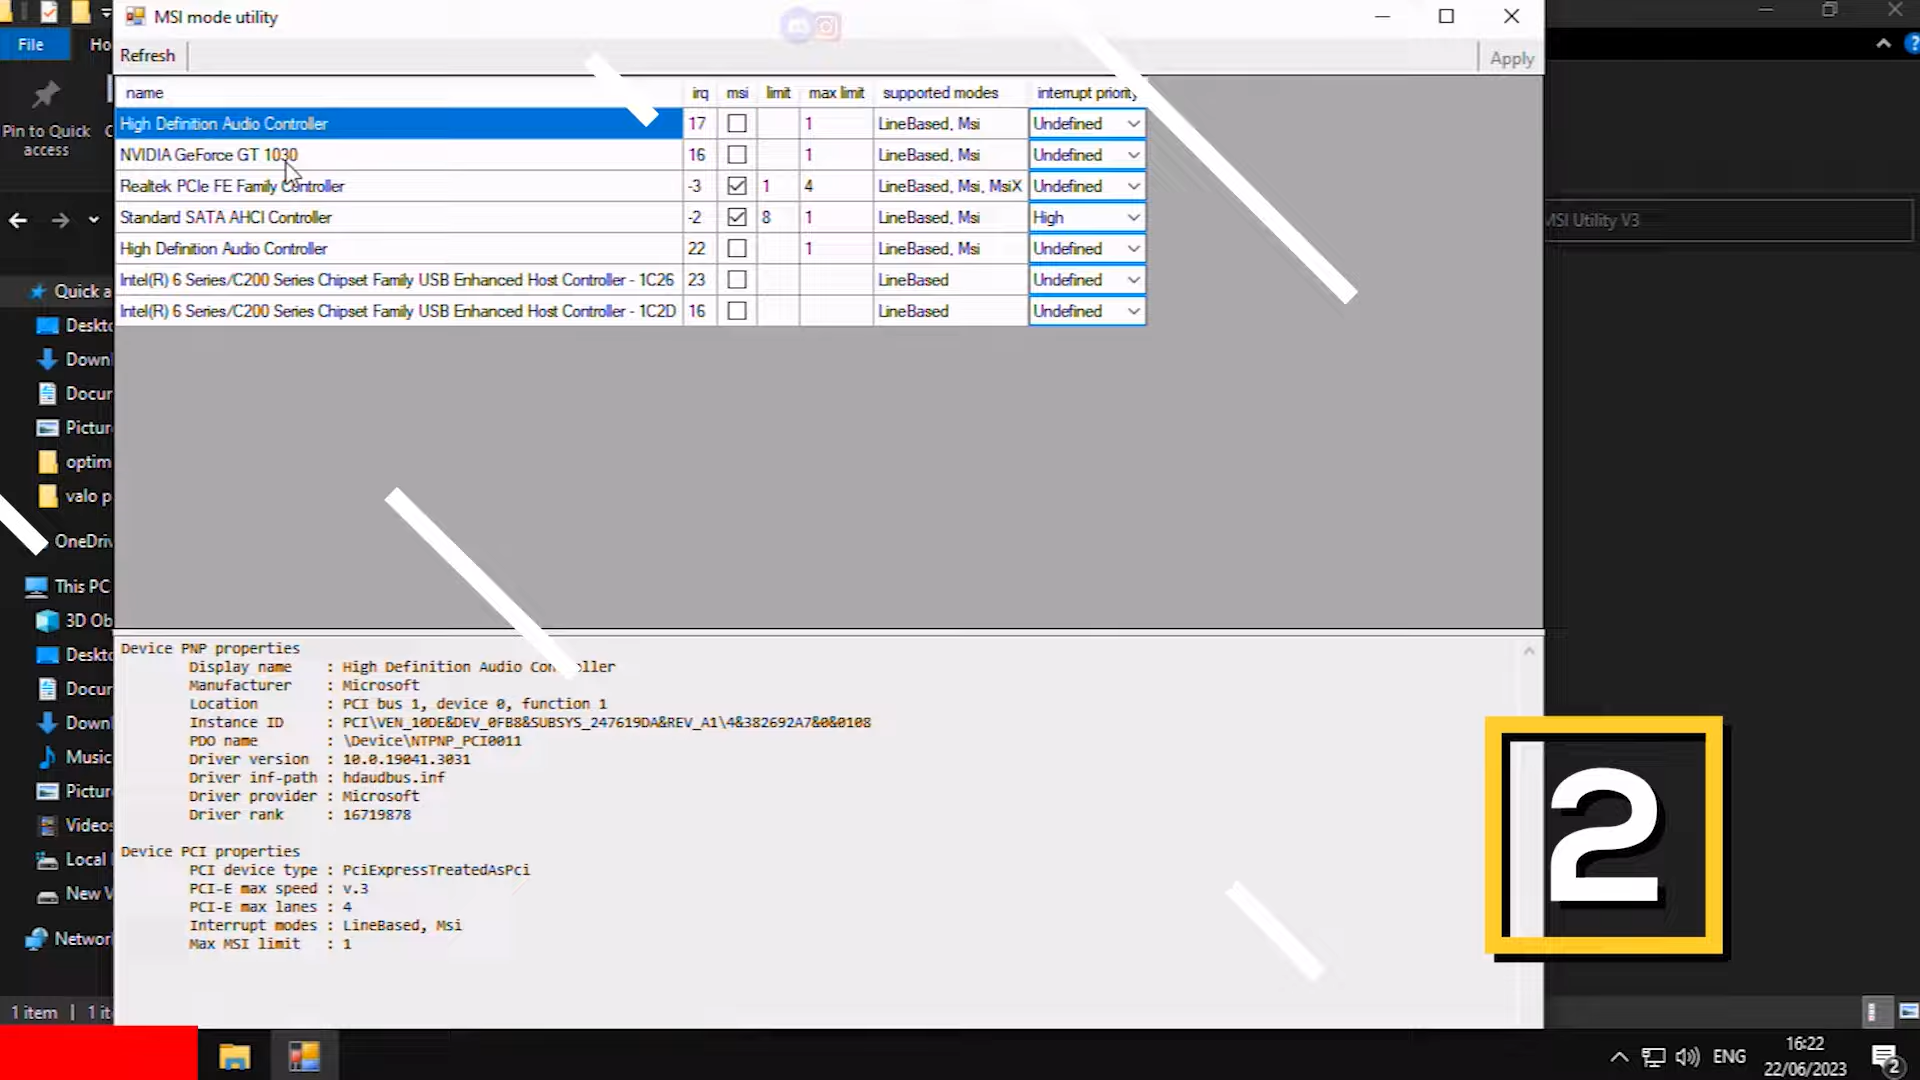 MSI mode utility
File
Ho
Refresh
Apply
Pin to Quick
access
name irq msi limit max limit supported modes interrupt priority
High Definition Audio Controller 17 1 LineBased, Msi Undefined
NVIDIA GeForce GT 1030 16 1 LineBased, Msi Undefined
Realtek PCIe FE Family Controller -3 1 4 LineBased, Msi, MsiX Undefined
Standard SATA AHCI Controller -2 8 1 LineBased, Msi High
High Definition Audio Controller 22 1 LineBased, Msi Undefined
Intel(R) 6 Series/C200 Series Chipset Family USB Enhanced Host Controller - 1C26 23 LineBased Undefined
Intel(R) 6 Series/C200 Series Chipset Family USB Enhanced Host Controller - 1C2D 16 LineBased Undefined
MSI Utility V3
Quick a
Deskto
Downl
Docur
Pictur
optim
valo p
OneDriv
This PC
3D Ob
Deskto
Docur
Downl
Music
Pictur
Videos
Local
New V
Networ
1 item | 1 it
Device PNP properties
Display name : High Definition Audio Con ller
Manufacturer : Microsoft
Location : PCI bus 1, device 0, function 1
Instance ID : PCI\VEN_10DE&DEV_0FB8&SUBSYS_247619DA&REV_A1\4&382692A7&0&0108
PDO name : \Device\NTPNP_PCI0011
Driver version : 10.0.19041.3031
Driver inf-path : hdaudbus.inf
Driver provider : Microsoft
Driver rank : 16719878
Device PCI properties
PCI device type : PciExpressTreatedAsPci
PCI-E max speed : v.3
PCI-E max lanes : 4
Interrupt modes : LineBased, Msi
Max MSI limit : 1
2
ENG
16:22
22/06/2023
2